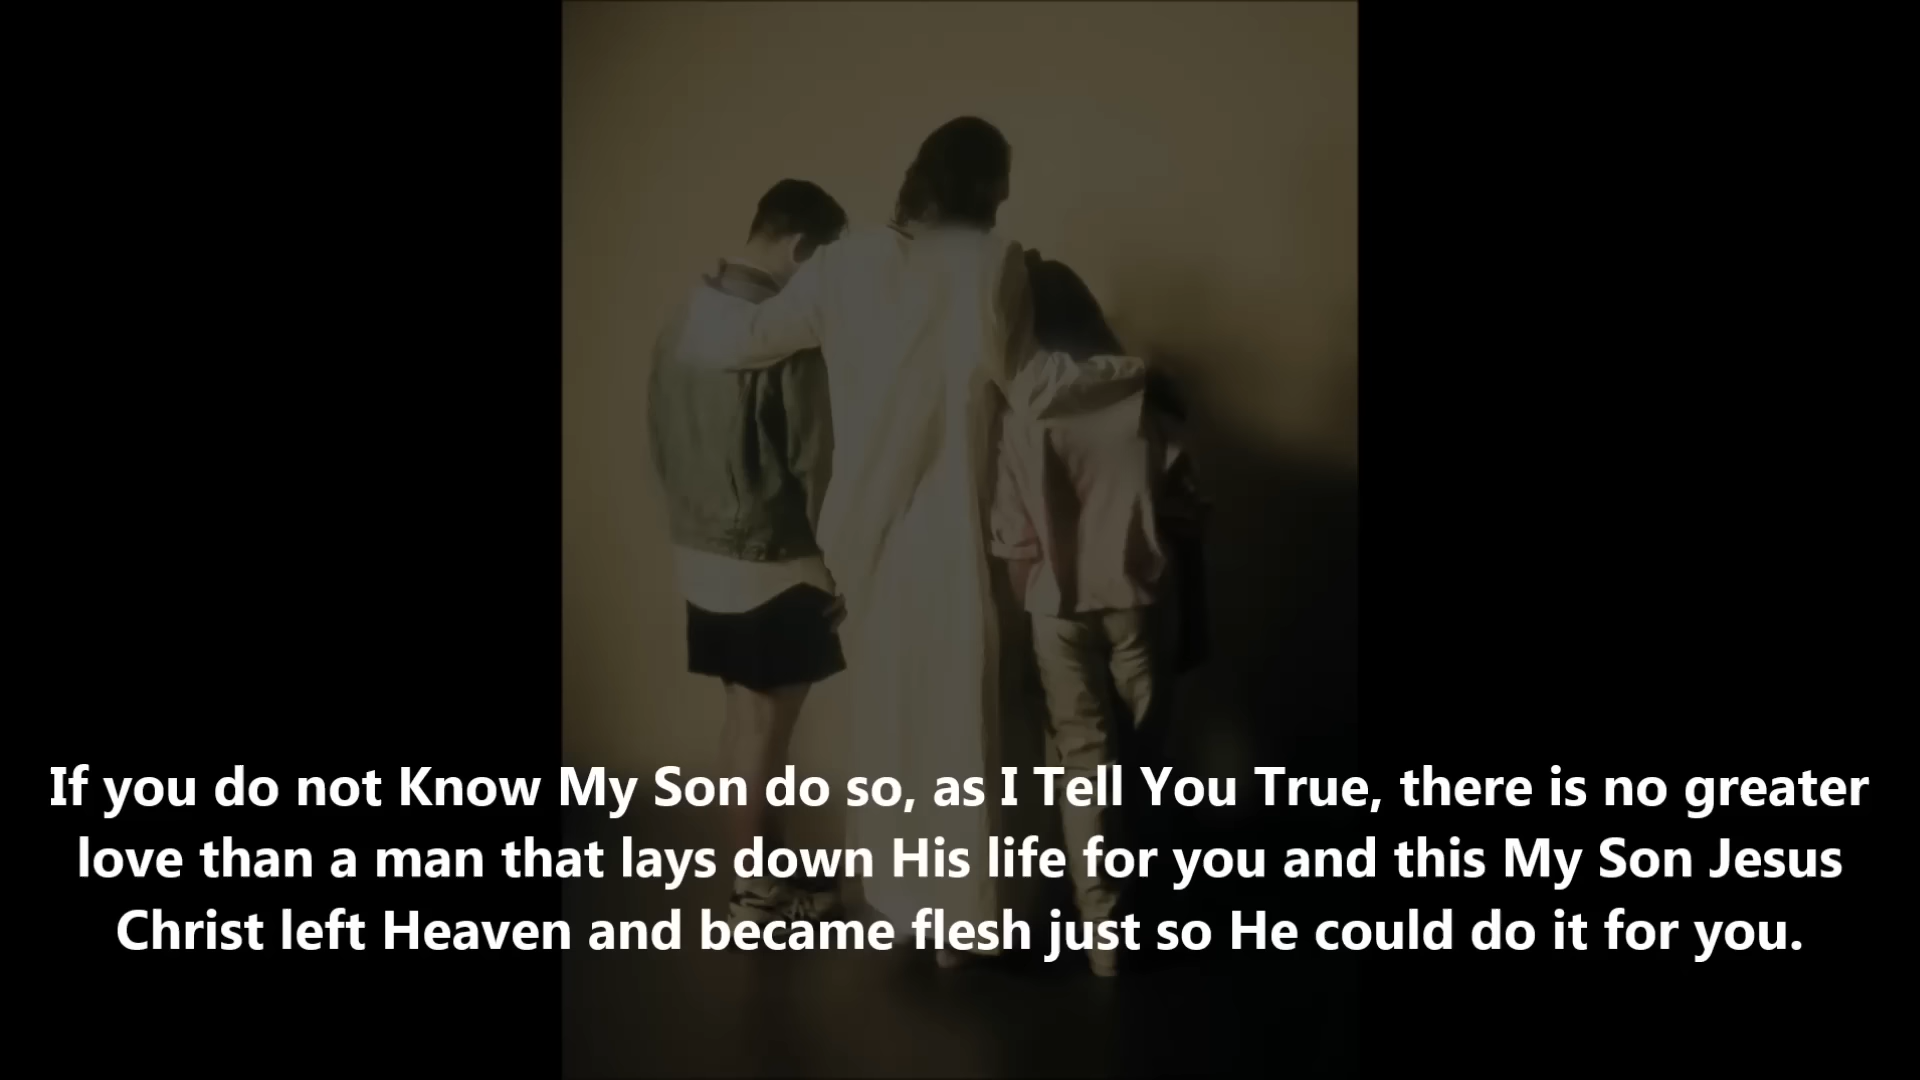 If you do not Know My Son do so, as I Tell You True, there is no greater
love than a man that lays down His life for you and this My Son Jesus
Christ left Heaven and became flesh just so He could do it for you.